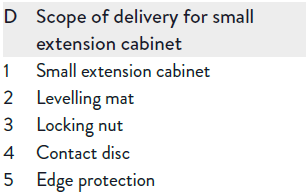 D Scope of delivery for small
extension cabinet
1 Small extension cabinet
2 Levelling mat
3 Locking nut
4 Contact disc
5 Edge protection